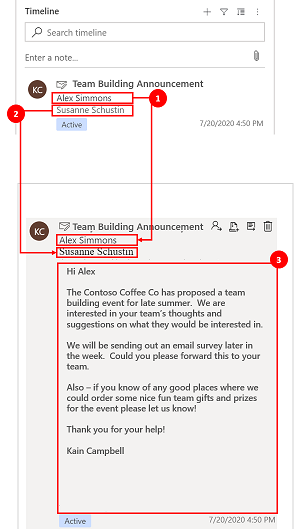 Timeline
Search timeline
Enter a note...
KC
Team Building Announcement
Alex Simmons
1
2
Susanne Schustin
Active
7/20/2020 4:50 PM
KC
Team Building Announcement
Alex Simmons
Susanne Schustin
3
Hi Alex
The Contoso Coffee Co has proposed a team
building event for late summer. We are
interested in your team's thoughts and
suggestions on what they would be interested in.
We will be sending out an email survey later in
the week. Could you please forward this to your
team.
Also – if you know of any good places where we
could order some nice fun team gifts and prizes
for the event please let us know!
Thank you for your help!
Kain Campbell
Active
7/20/2020 4:50 PM